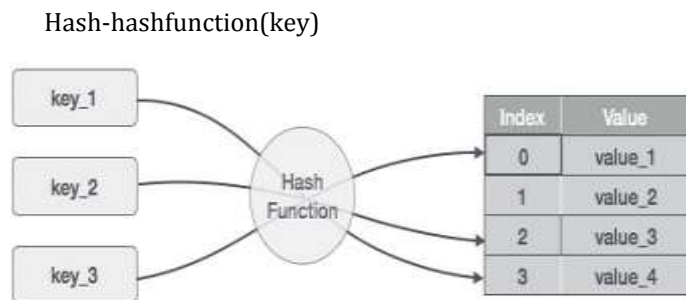 Hash-hashfunction(key)
key_1
key_2
key_3
Hash
Function
Index Value
0 value_1
1 value_2
2 value_3
3 value_4